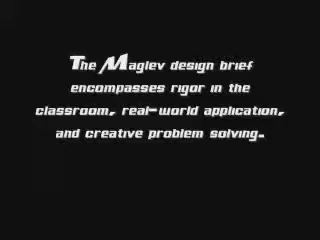 The Maglev design brief
encompasses rigor in the
classroom, real-world application,
and creative problem solving.